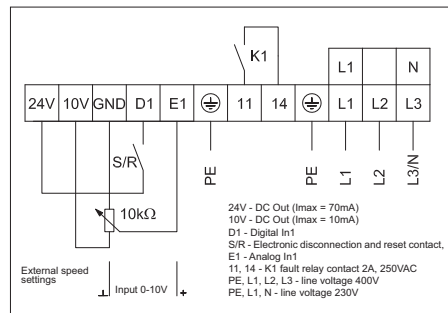 K1
L1 N
24V 10V GND D1 E1 11 14 L1 L2 L3
S/R
PE PE L1 L2 L3/N
10kΩ
24V - DC Out (Imax = 70mA)
10V - DC Out (Imax = 10mA)
D1 - Digital In1
S/R - Electronic disconnection and reset contact,
E1 - Analog In1
11, 14 - K1 fault relay contact 2A, 250VAC
PE, L1, L2, L3 - line voltage 400V
PE, L1, N - line voltage 230V
External speed
settings
⊥ Input 0-10V +